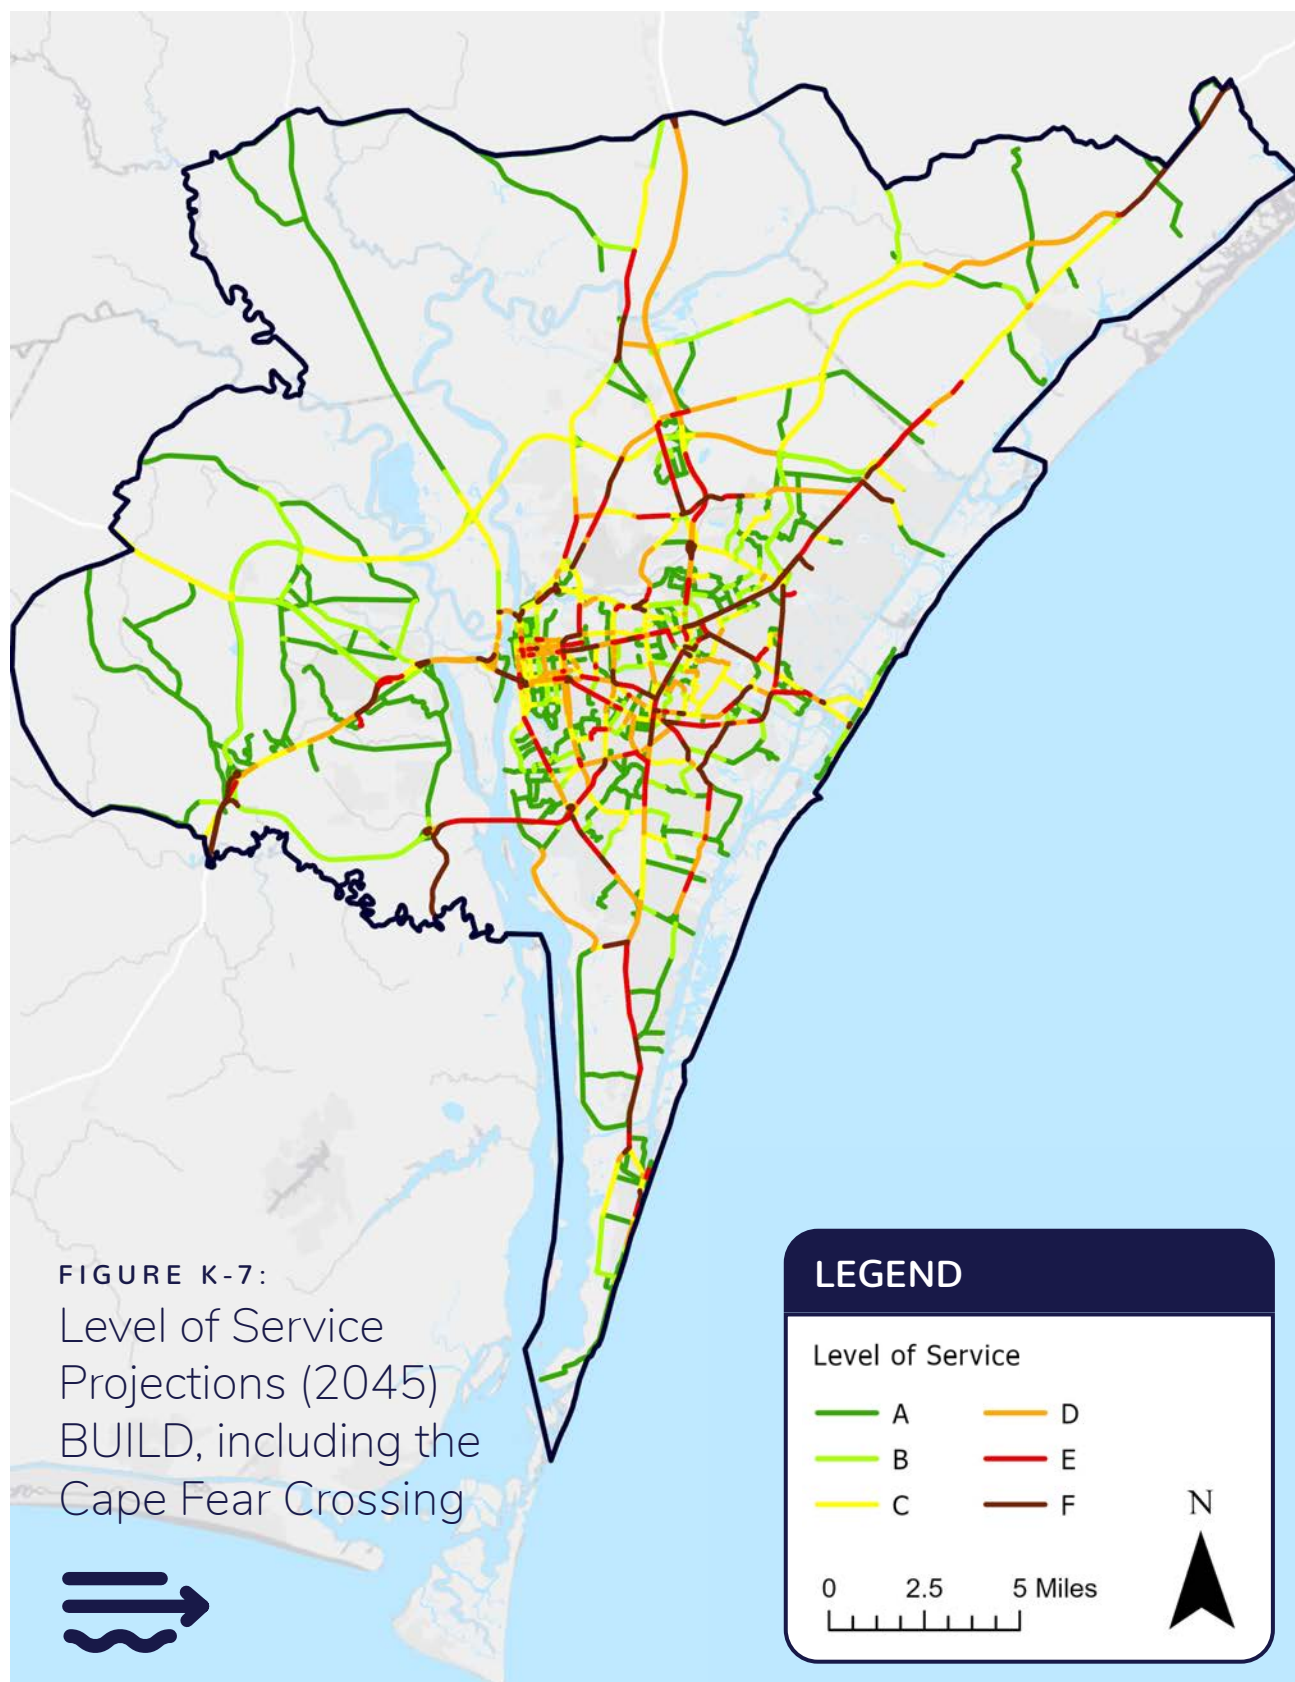 FIGURE K-7:
Level of Service
Projections (2045)
BUILD, including the
Cape Fear Crossing
LEGEND
Level of Service
A
D
B
E
C
F
N
0 2.5 5 Miles